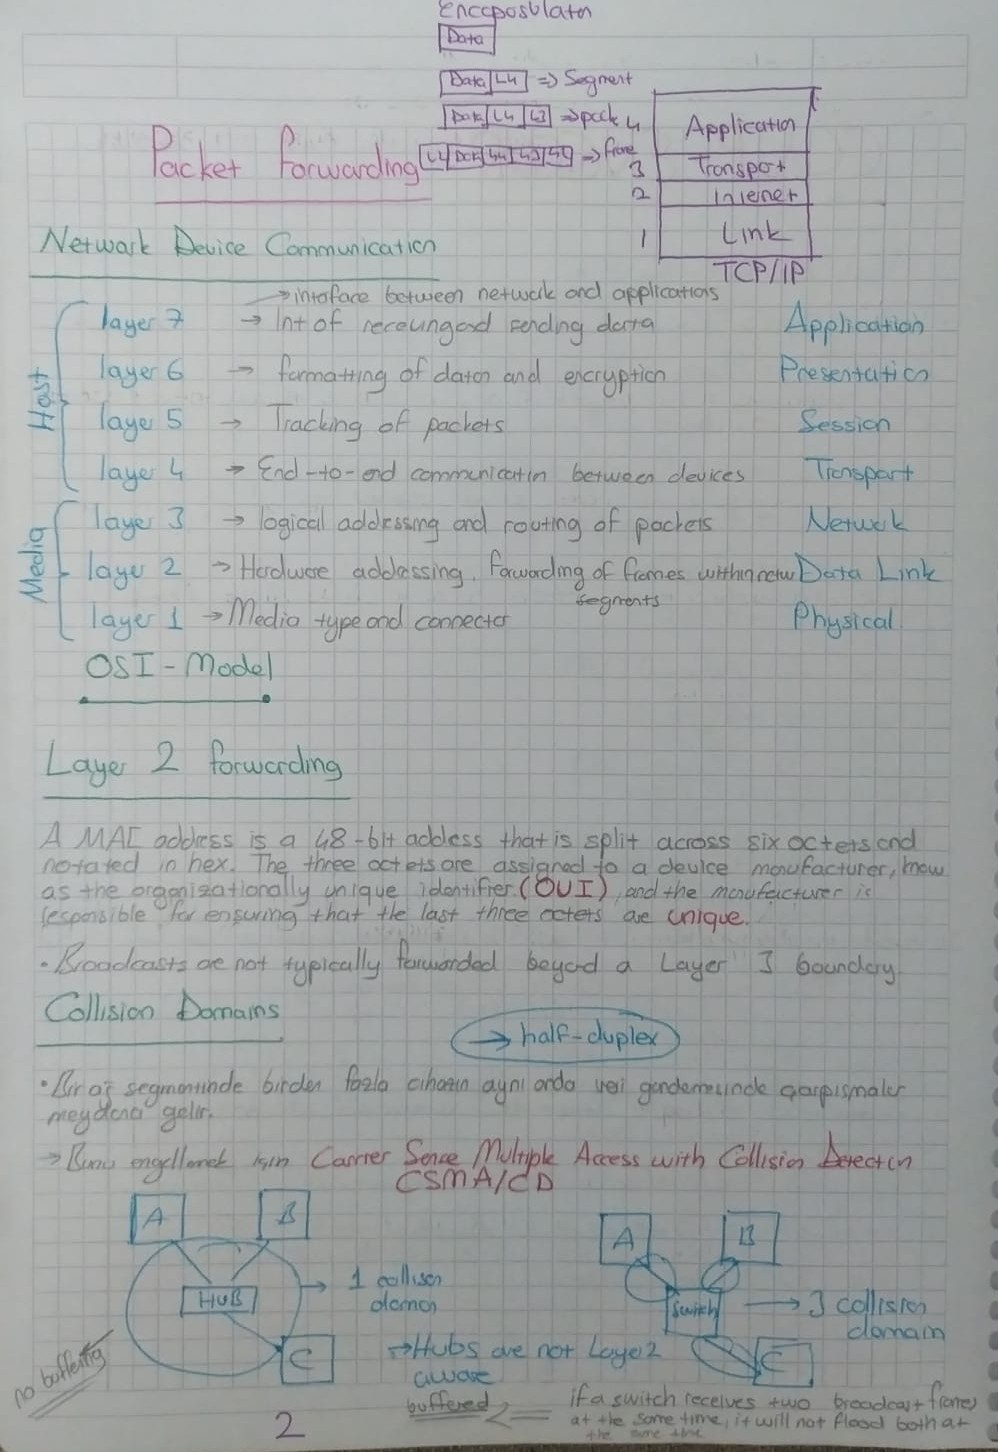 Encaposulation
Data
Data L4 => Segment
Data L4 L3 => pack
L2 Data L4 L3 => frame
4 Application
3 Transport
2 Internet
1 Link
TCP/IP
Packet Forwarding
Network Device Communication
→ interface between network and applications
Host
layer 7 → Int of receiving and sending data Application
layer 6 → formatting of data and encryption Presentation
layer 5 → Tracking of packets Session
layer 4 → End-to-end communication between devices Transport
Media
layer 3 → logical addressing and routing of packets Network
layer 2 → Hardware addressing. Forwarding of frames within netw Data Link
segments
layer 1 → Media type and connector Physical
OSI-Model
Layer 2 forwarding
A MAC address is a 48-bit address that is split across six octets and
notated in hex. The three octets are assigned to a device manufacturer, know
as the organizationally unique identifier (OUI), and the manufacturer is
responsible for ensuring that the last three octets are unique.
• Broadcasts are not typically forwarded beyond a Layer 3 boundary
Collision Domains
→ half-duplex
• Bir ağ segmentinde birden fazla cihazın aynı anda veri göndermesinde çarpışmalar
meydana gelir.
→ Bunu engellemek için Carrier Sence Multiple Access with Collision Detection
CSMA/CD
A B
HUB
C
→ 1 collison
domain
→ Hubs are not Layer 2
aware
no buffering
A B
Switch
C
→ 3 collision
domain
buffered <= if a switch receives two broadcast frames
at the same time, it will not flood both at
the same time
2